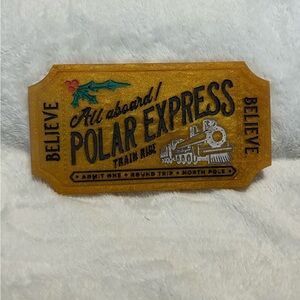 BELIEVE
All aboard!
POLAR EXPRESS
TRAIN RIDE
• ADMIT ONE • ROUND TRIP • NORTH POLE •
BELIEVE